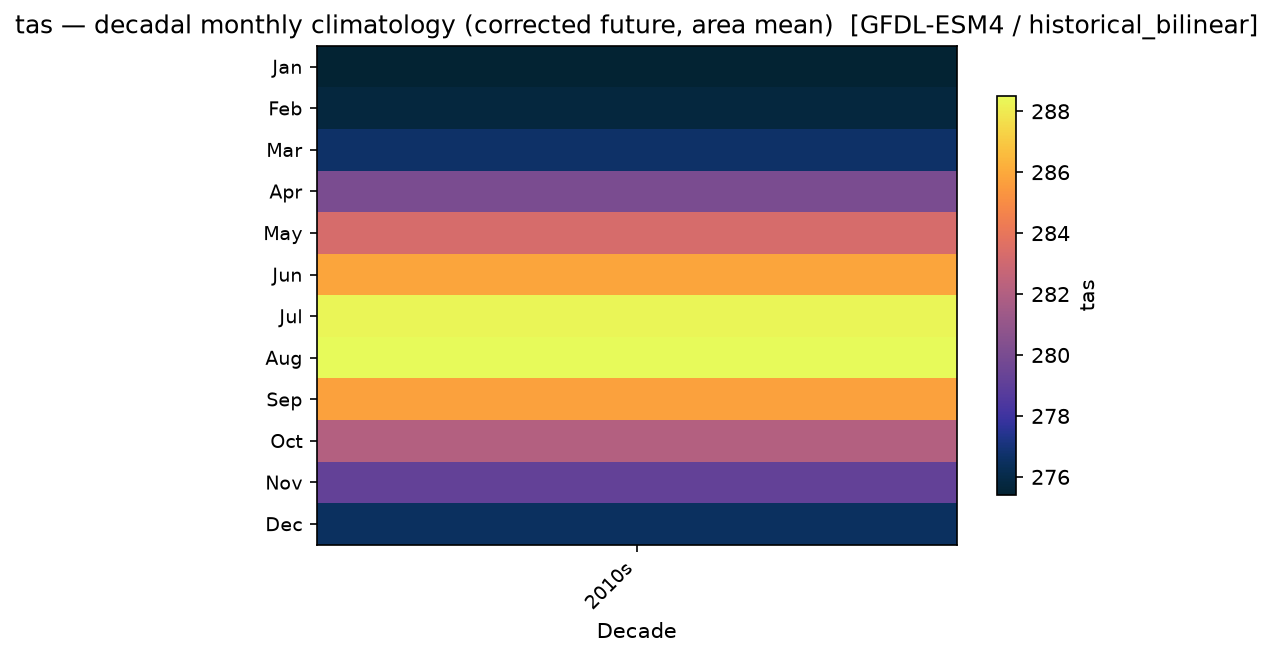 tas — decadal monthly climatology (corrected future, area mean)  [GFDL-ESM4 / historical_bilinear]
Jan
Feb
Mar
Apr
May
Jun
Jul
Aug
Sep
Oct
Nov
Dec
2010s
Decade
288
286
284
282
280
278
276
tas